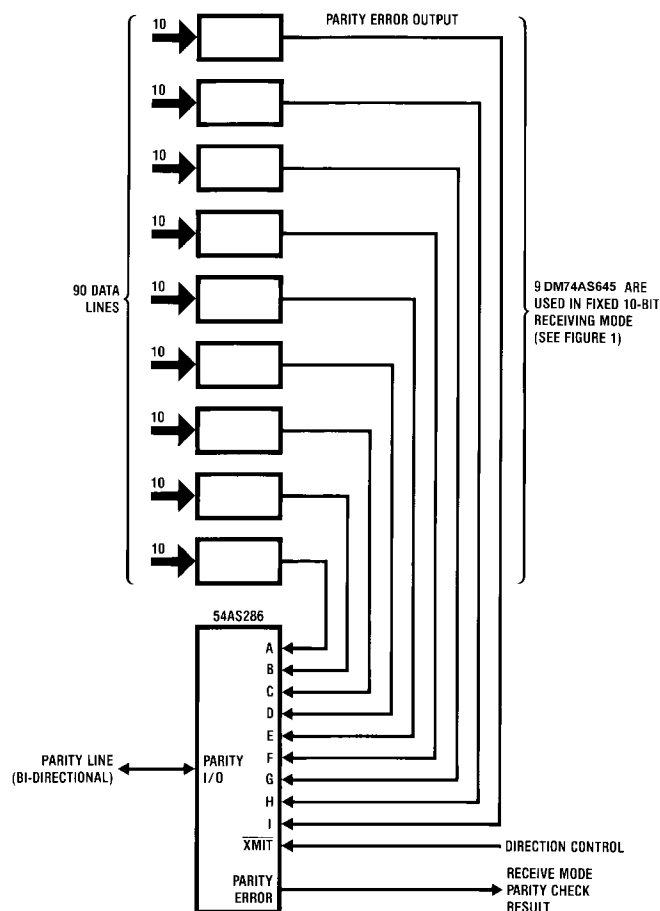 PARITY ERROR OUTPUT
10
10
10
10
10
10
10
10
10
90 DATA
LINES
9 DM74AS645 ARE
USED IN FIXED 10-BIT
RECEIVING MODE
(SEE FIGURE 1)
54AS286
A
B
C
D
E
F
G
H
I
XMIT
PARITY
ERROR
PARITY
I/O
PARITY LINE
(BI-DIRECTIONAL)
DIRECTION CONTROL
RECEIVE MODE
PARITY CHECK
RESULT